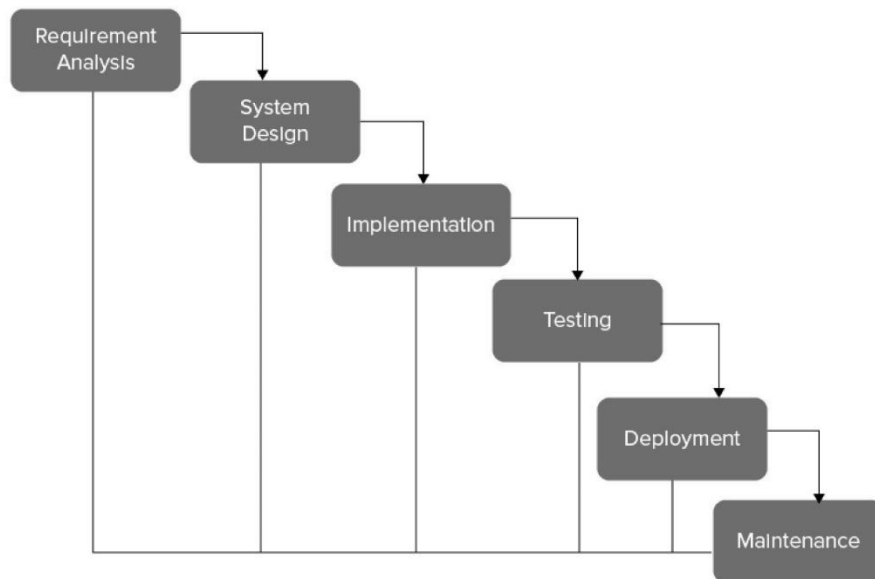 Requirement
Analysis
System
Design
Implementation
Testing
Deployment
Maintenance